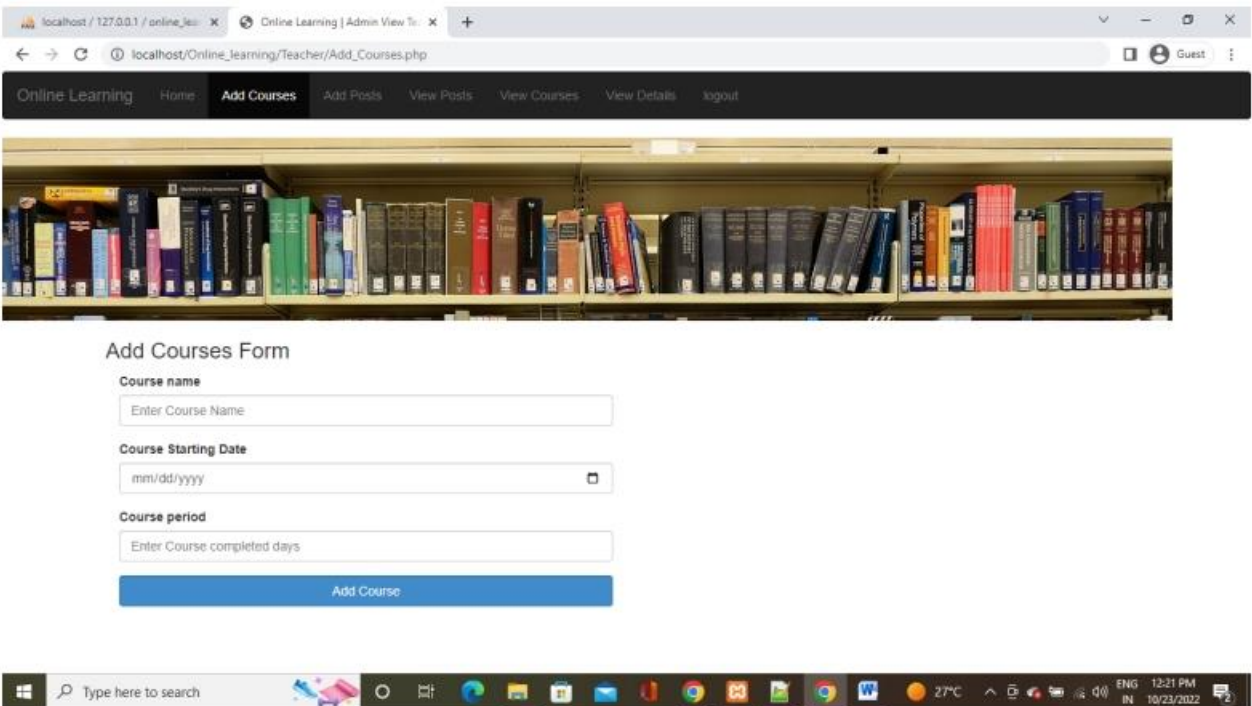 localhost / 127.0.0.1 / online_lea
Online Learning | Admin View Te
localhost/Online_learning/Teacher/Add_Courses.php
Guest
Online Learning Home Add Courses Add Posts View Posts View Courses View Details logout
Add Courses Form
Course name
Enter Course Name
Course Starting Date
mm/dd/yyyy
Course period
Enter Course completed days
Add Course
Type here to search
27°C
ENG 12:21 PM
IN 10/23/2022